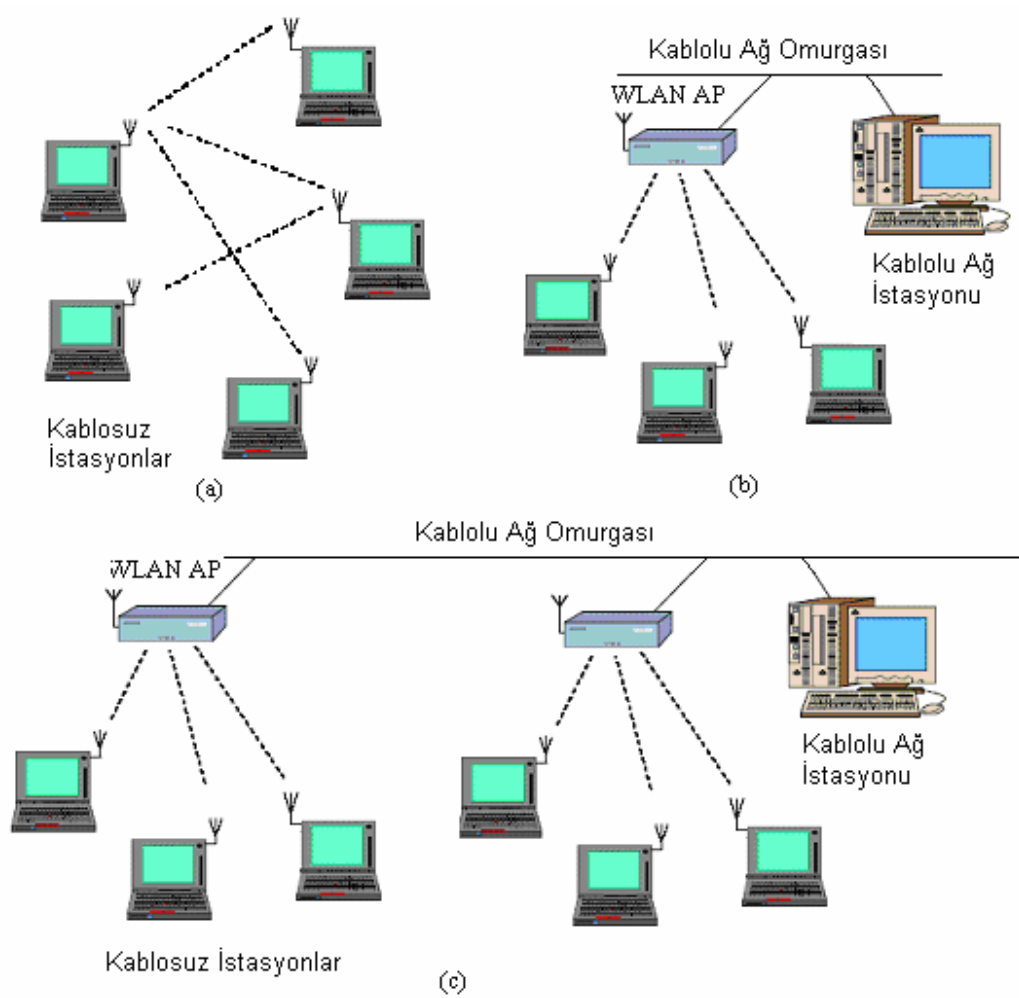 Kablolu Ağ Omurgası
WLAN AP
Kablolu Ağ
İstasyonu
Kablosuz
İstasyonlar
(a)
(b)
Kablolu Ağ Omurgası
WLAN AP
Kablolu Ağ
İstasyonu
Kablosuz İstasyonlar
(c)